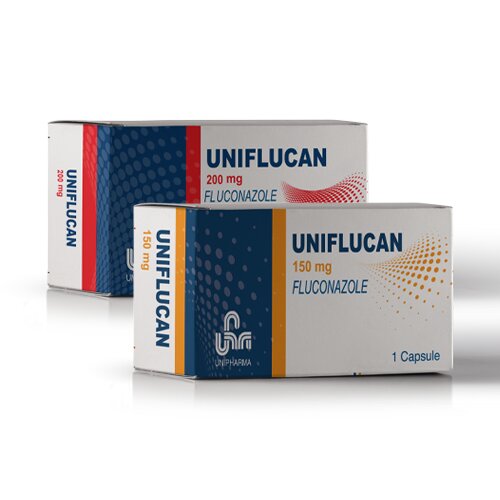 UNIFLUCAN
200 mg
UNIFLUCAN
200 mg
FLUCONAZOLE
UNIFLUCAN
150 mg
UNIPHARMA
UNIFLUCAN
150 mg
FLUCONAZOLE
1 Capsule